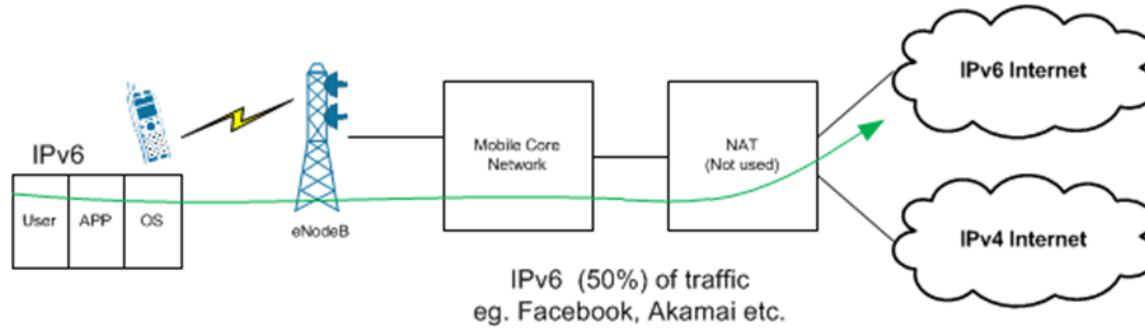 IPv6
User
APP
OS
eNodeB
Mobile Core
Network
NAT
(Not used)
IPv6 Internet
IPv4 Internet
IPv6 (50%) of traffic
eg. Facebook, Akamai etc.